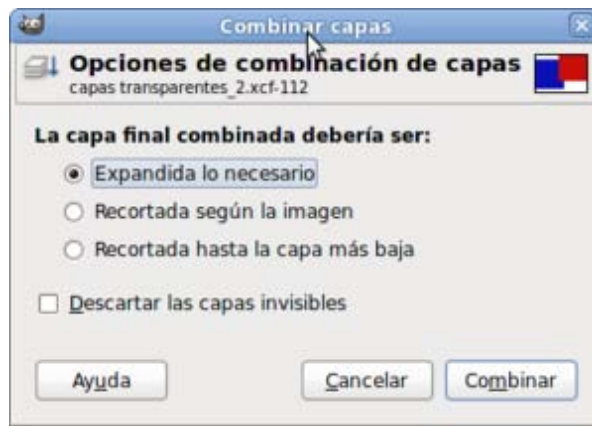 Combinar capas
Opciones de combinación de capas
capas transparentes_2.xcf-112
La capa final combinada debería ser:
Expandida lo necesario
Recortada según la imagen
Recortada hasta la capa más baja
Descartar las capas invisibles
Ayuda
Cancelar
Combinar